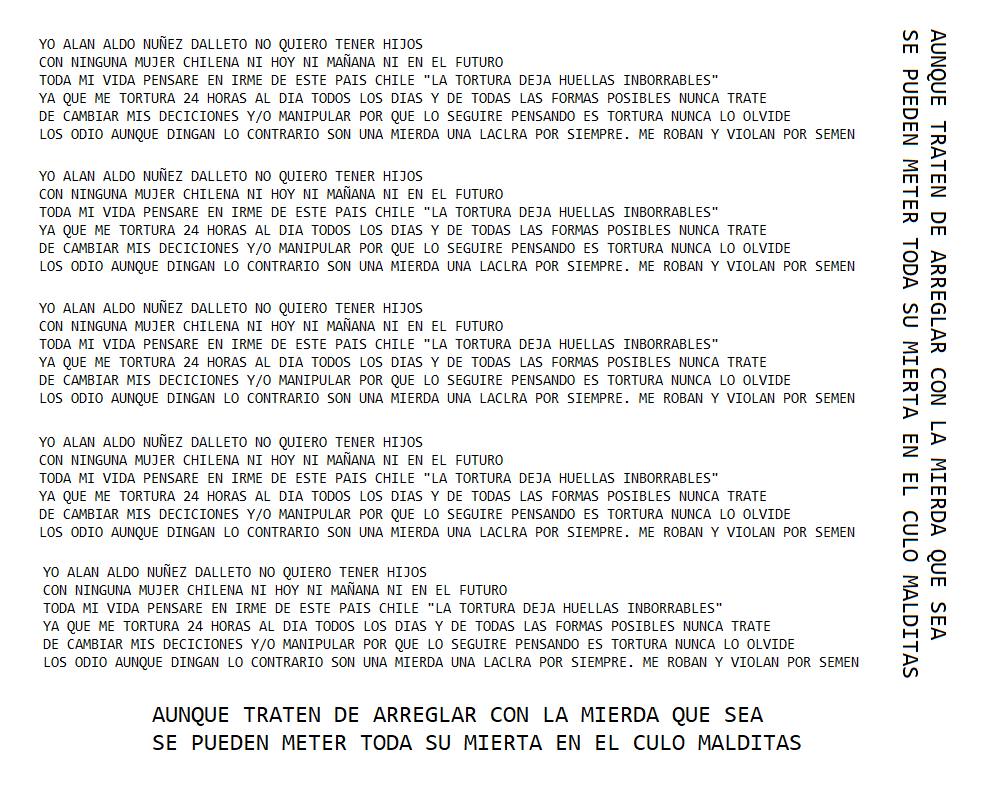 YO ALAN ALDO NUÑEZ DALLETO NO QUIERO TENER HIJOS
CON NINGUNA MUJER CHILENA NI HOY NI MAÑANA NI EN EL FUTURO
TODA MI VIDA PENSARE EN IRME DE ESTE PAIS CHILE "LA TORTURA DEJA HUELLAS INBORRABLES"
YA QUE ME TORTURA 24 HORAS AL DIA TODOS LOS DIAS Y DE TODAS LAS FORMAS POSIBLES NUNCA TRATE
DE CAMBIAR MIS DECICIONES Y/O MANIPULAR POR QUE LO SEGUIRE PENSANDO ES TORTURA NUNCA LO OLVIDE
LOS ODIO AUNQUE DINGAN LO CONTRARIO SON UNA MIERDA UNA LACLRA POR SIEMPRE. ME ROBAN Y VIOLAN POR SEMEN
YO ALAN ALDO NUÑEZ DALLETO NO QUIERO TENER HIJOS
CON NINGUNA MUJER CHILENA NI HOY NI MAÑANA NI EN EL FUTURO
TODA MI VIDA PENSARE EN IRME DE ESTE PAIS CHILE "LA TORTURA DEJA HUELLAS INBORRABLES"
YA QUE ME TORTURA 24 HORAS AL DIA TODOS LOS DIAS Y DE TODAS LAS FORMAS POSIBLES NUNCA TRATE
DE CAMBIAR MIS DECICIONES Y/O MANIPULAR POR QUE LO SEGUIRE PENSANDO ES TORTURA NUNCA LO OLVIDE
LOS ODIO AUNQUE DINGAN LO CONTRARIO SON UNA MIERDA UNA LACLRA POR SIEMPRE. ME ROBAN Y VIOLAN POR SEMEN
YO ALAN ALDO NUÑEZ DALLETO NO QUIERO TENER HIJOS
CON NINGUNA MUJER CHILENA NI HOY NI MAÑANA NI EN EL FUTURO
TODA MI VIDA PENSARE EN IRME DE ESTE PAIS CHILE "LA TORTURA DEJA HUELLAS INBORRABLES"
YA QUE ME TORTURA 24 HORAS AL DIA TODOS LOS DIAS Y DE TODAS LAS FORMAS POSIBLES NUNCA TRATE
DE CAMBIAR MIS DECICIONES Y/O MANIPULAR POR QUE LO SEGUIRE PENSANDO ES TORTURA NUNCA LO OLVIDE
LOS ODIO AUNQUE DINGAN LO CONTRARIO SON UNA MIERDA UNA LACLRA POR SIEMPRE. ME ROBAN Y VIOLAN POR SEMEN
YO ALAN ALDO NUÑEZ DALLETO NO QUIERO TENER HIJOS
CON NINGUNA MUJER CHILENA NI HOY NI MAÑANA NI EN EL FUTURO
TODA MI VIDA PENSARE EN IRME DE ESTE PAIS CHILE "LA TORTURA DEJA HUELLAS INBORRABLES"
YA QUE ME TORTURA 24 HORAS AL DIA TODOS LOS DIAS Y DE TODAS LAS FORMAS POSIBLES NUNCA TRATE
DE CAMBIAR MIS DECICIONES Y/O MANIPULAR POR QUE LO SEGUIRE PENSANDO ES TORTURA NUNCA LO OLVIDE
LOS ODIO AUNQUE DINGAN LO CONTRARIO SON UNA MIERDA UNA LACLRA POR SIEMPRE. ME ROBAN Y VIOLAN POR SEMEN
YO ALAN ALDO NUÑEZ DALLETO NO QUIERO TENER HIJOS
CON NINGUNA MUJER CHILENA NI HOY NI MAÑANA NI EN EL FUTURO
TODA MI VIDA PENSARE EN IRME DE ESTE PAIS CHILE "LA TORTURA DEJA HUELLAS INBORRABLES"
YA QUE ME TORTURA 24 HORAS AL DIA TODOS LOS DIAS Y DE TODAS LAS FORMAS POSIBLES NUNCA TRATE
DE CAMBIAR MIS DECICIONES Y/O MANIPULAR POR QUE LO SEGUIRE PENSANDO ES TORTURA NUNCA LO OLVIDE
LOS ODIO AUNQUE DINGAN LO CONTRARIO SON UNA MIERDA UNA LACLRA POR SIEMPRE. ME ROBAN Y VIOLAN POR SEMEN
AUNQUE TRATEN DE ARREGLAR CON LA MIERDA QUE SEA
SE PUEDEN METER TODA SU MIERTA EN EL CULO MALDITAS
AUNQUE TRATEN DE ARREGLAR CON LA MIERDA QUE SEA
SE PUEDEN METER TODA SU MIERTA EN EL CULO MALDITAS